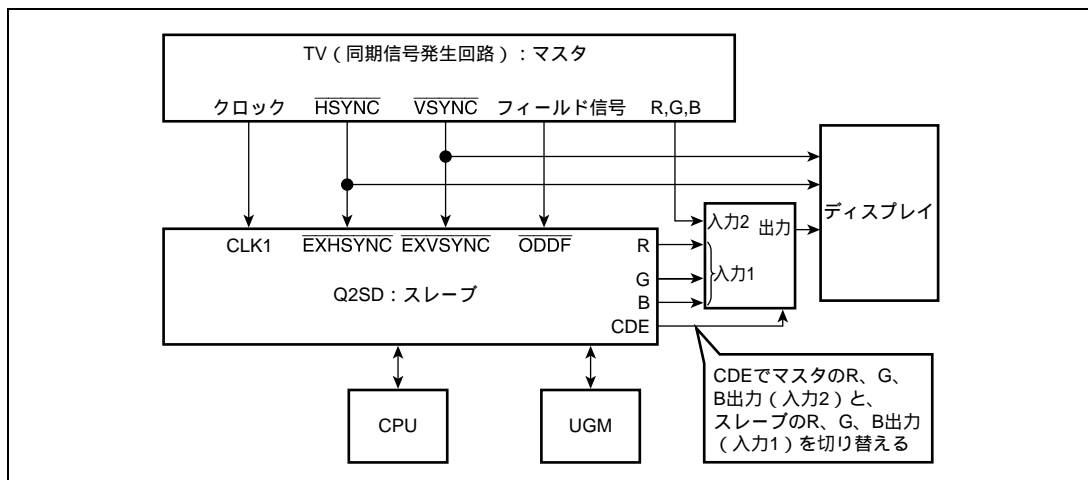 TV（同期信号発生回路）：マスタ
クロック HSYNC VSYNC フィールド信号 R,G,B
ディスプレイ
入力2 出力
入力1
CLK1 EXHSYNC EXVSYNC ODDF R
G
B
CDE
Q2SD：スレーブ
CPU
UGM
CDEでマスタのR、G、
B出力（入力2）と、
スレーブのR、G、B出力
（入力1）を切り替える